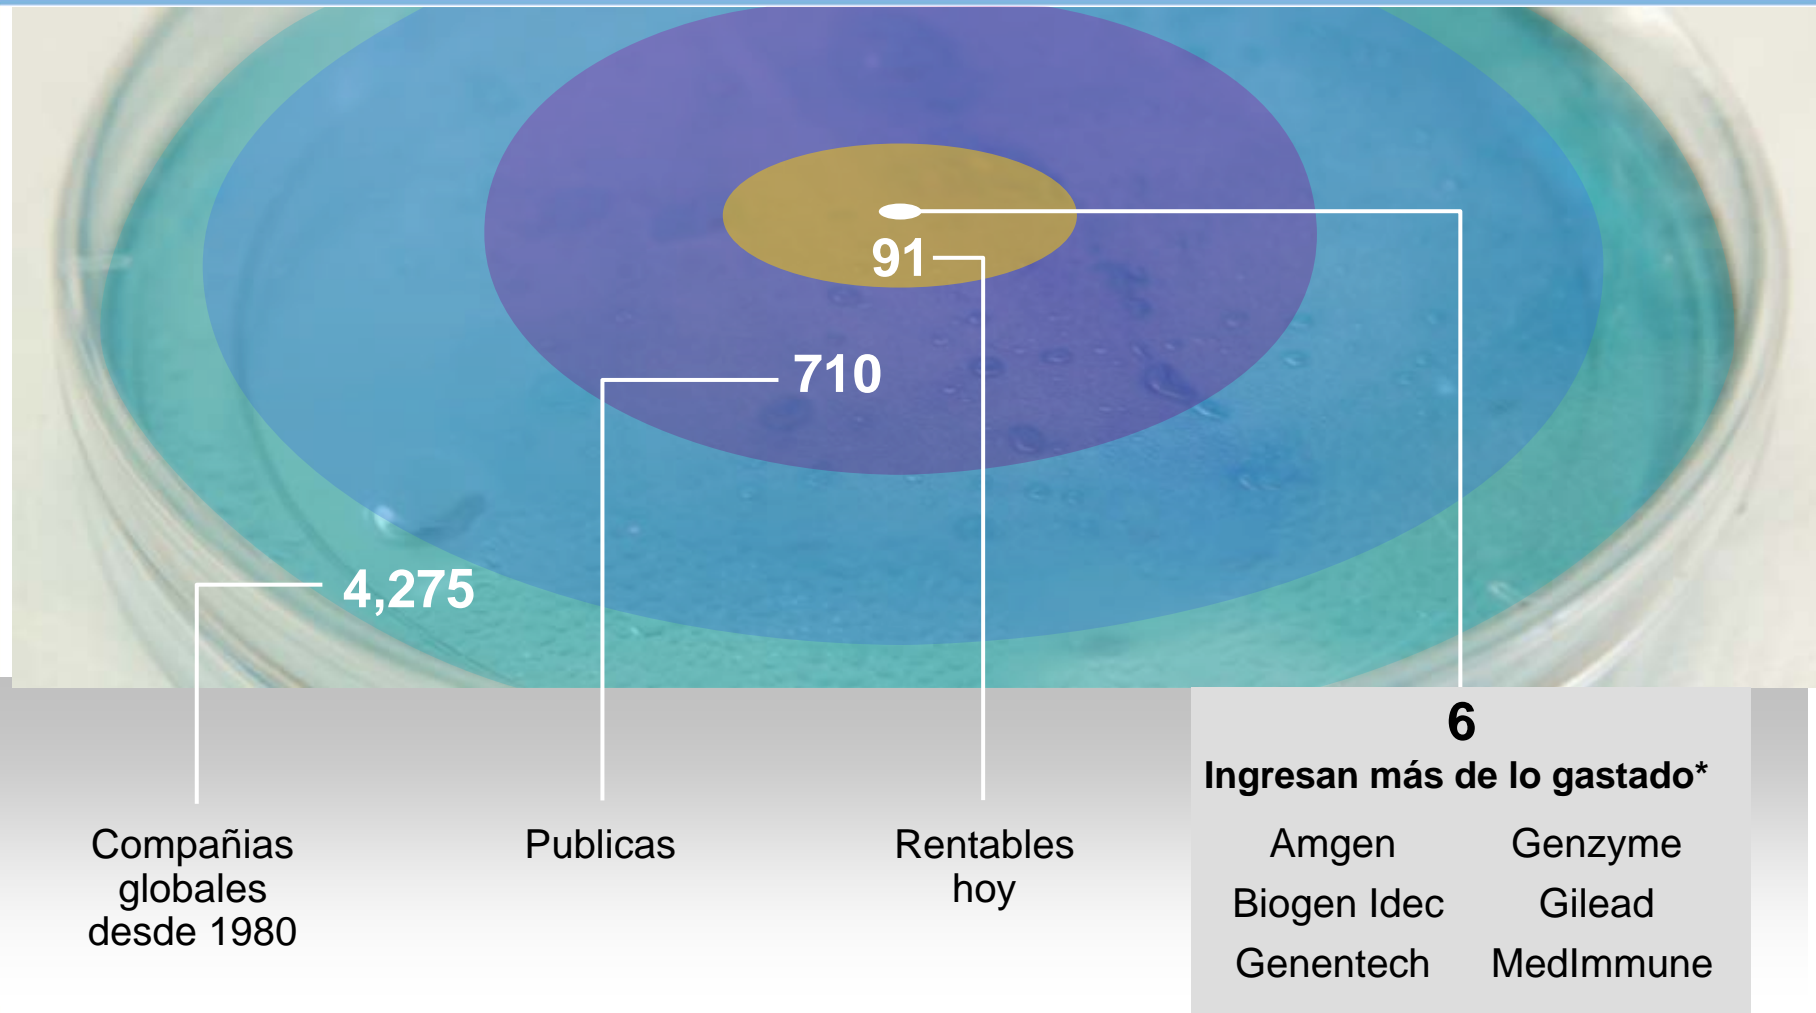 91
710
4,275
6
Ingresan más de lo gastado*
Compañias
globales
desde 1980
Publicas
Rentables
hoy
Amgen
Genzyme
Biogen Idec
Gilead
Genentech
MedImmune